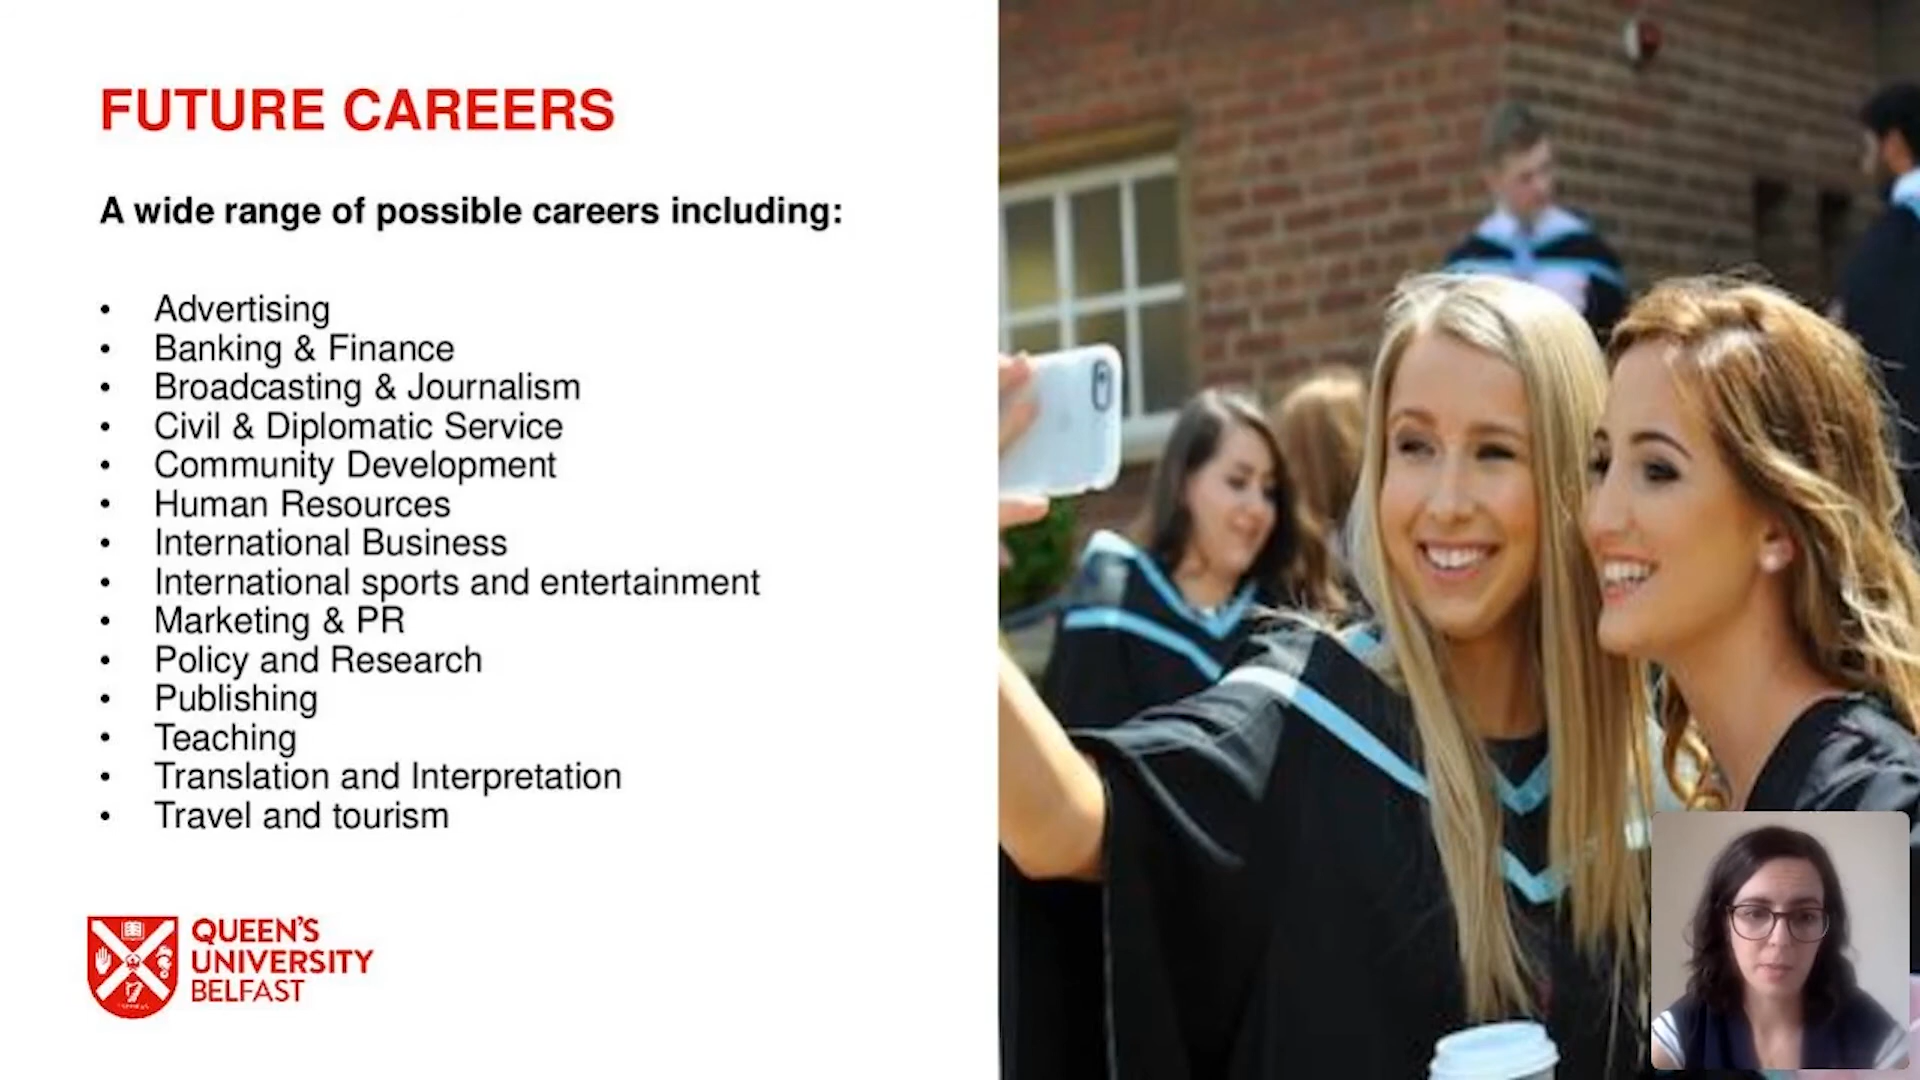 FUTURE CAREERS
A wide range of possible careers including:
• Advertising
• Banking & Finance
• Broadcasting & Journalism
• Civil & Diplomatic Service
• Community Development
• Human Resources
• International Business
• International sports and entertainment
• Marketing & PR
• Policy and Research
• Publishing
• Teaching
• Translation and Interpretation
• Travel and tourism
QUEEN'S
UNIVERSITY
BELFAST